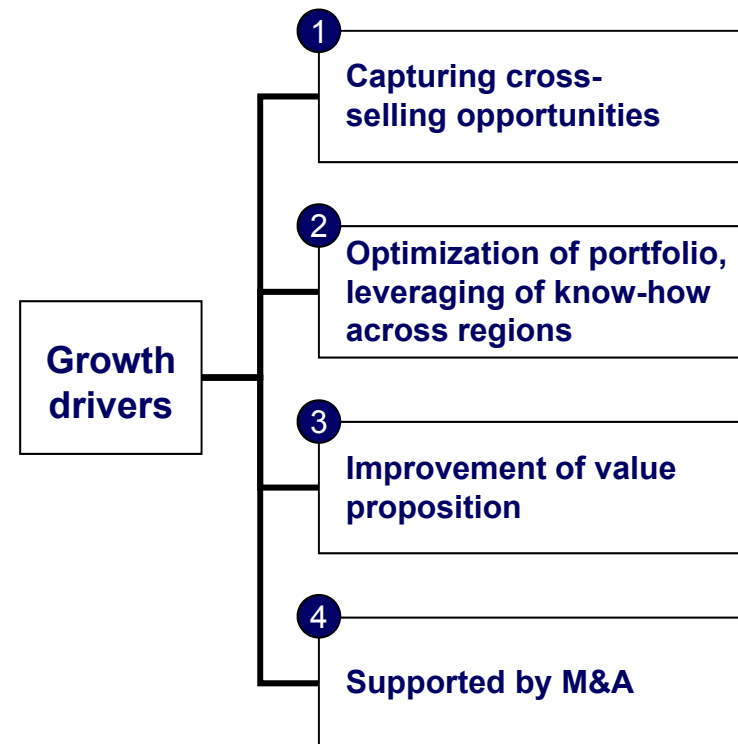 1
Capturing cross-
selling opportunities
2
Optimization of portfolio,
leveraging of know-how
across regions
Growth
drivers
3
Improvement of value
proposition
4
Supported by M&A